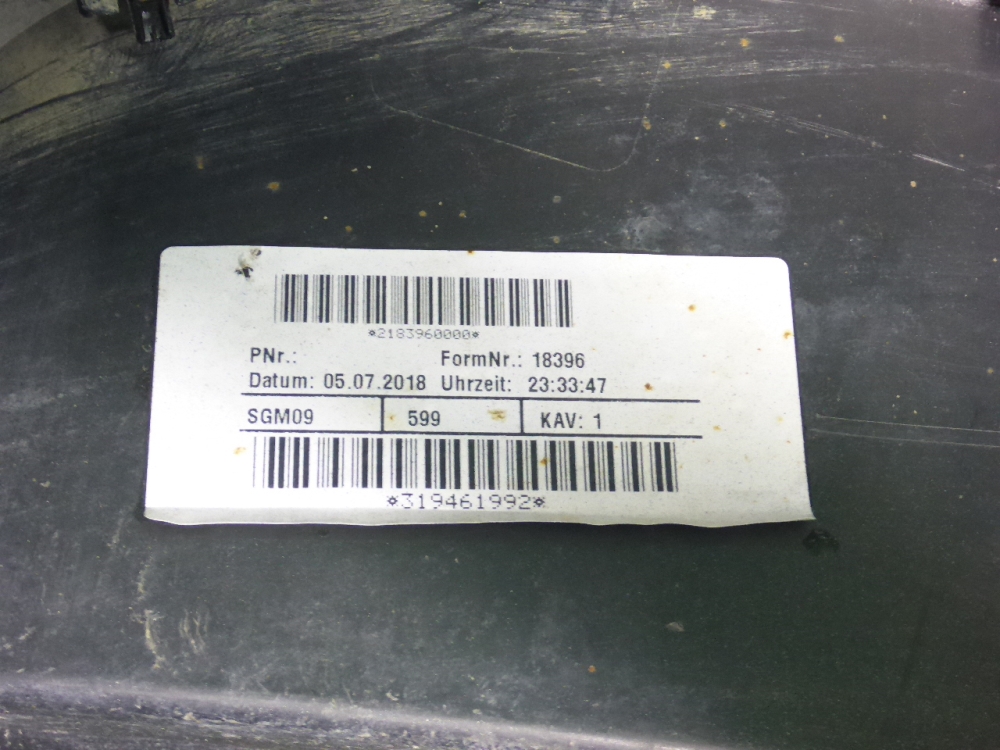 *2183960000*
PNr.: FormNr.: 18396
Datum: 05.07.2018 Uhrzeit: 23:33:47
SGM09 599 KAV: 1
*319461992*